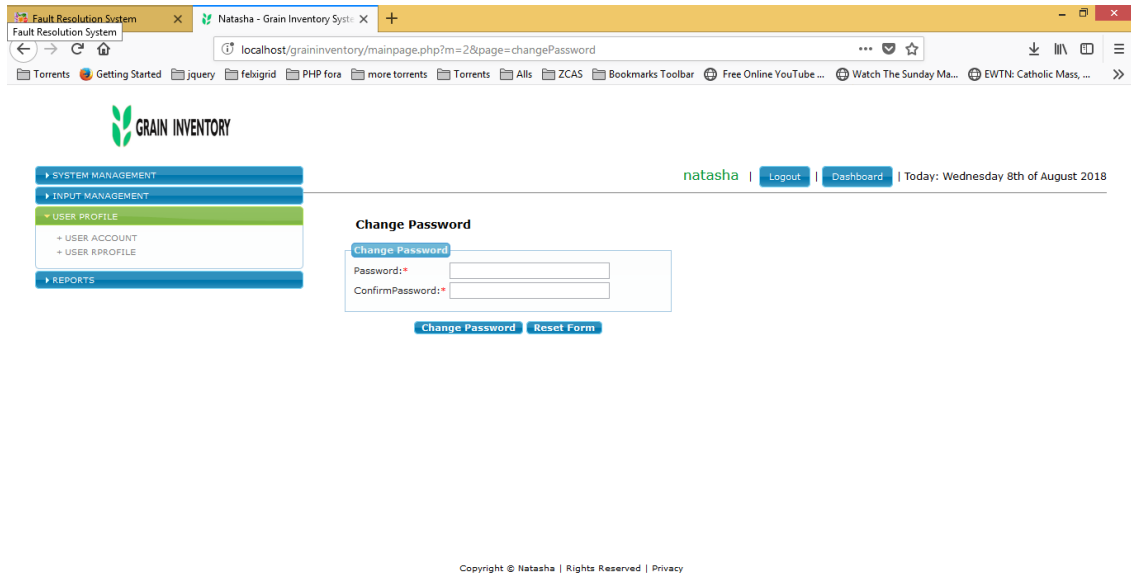 Fault Resolution System
Natasha - Grain Inventory Syste
Fault Resolution System
localhost/graininventory/mainpage.php?m=2&page=changePassword
Torrents Getting Started jquery felxigrid PHP fora more torrents Torrents Alls ZCAS Bookmarks Toolbar Free Online YouTube ... Watch The Sunday Ma... EWTN: Catholic Mass, ...
GRAIN INVENTORY
natasha | Logout | Dashboard | Today: Wednesday 8th of August 2018
SYSTEM MANAGEMENT
INPUT MANAGEMENT
USER PROFILE
+ USER ACCOUNT
+ USER RPROFILE
REPORTS
Change Password
Change Password
Password:*
ConfirmPassword:*
Change Password Reset Form
Copyright © Natasha | Rights Reserved | Privacy